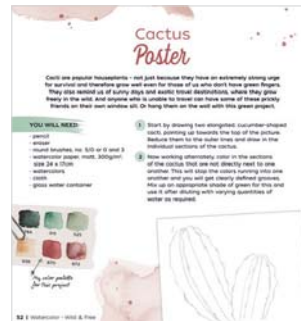 Cactus
Poster
Cacti are popular houseplants - not just because they have an extremely strong urge
for survival and therefore grow well even for those of us who don't have green fingers.
They also remind us of sunny days and exotic travel destinations, where they grow
freely in the wild. And anyone who is unable to travel can have some of these prickly
friends on their own window sill. Or hang them on the wall with this green project.
YOU WILL NEED:
- pencil
- eraser
- round brushes, no. 5/0 or 0 and 3
- watercolor paper, matt, 300g/m²,
size 24 x 17cm
- watercolors
- cloth
- glass water container
1 Start by drawing two elongated, cucumber-shaped
cacti, pointing up towards the top of the picture.
Reduce them to the outer lines and draw in the
individual sections of the cactus.
2 Now working alternately, color in the sections
of the cactus that are not directly next to one
another. This will stop the colors running into one
another and you will get clearly defined grooves.
Mix up an appropriate shade of green for this and
use it after diluting with varying quantities of
water as required.
My color palette
for this project
52 | Watercolor - Wild & Free